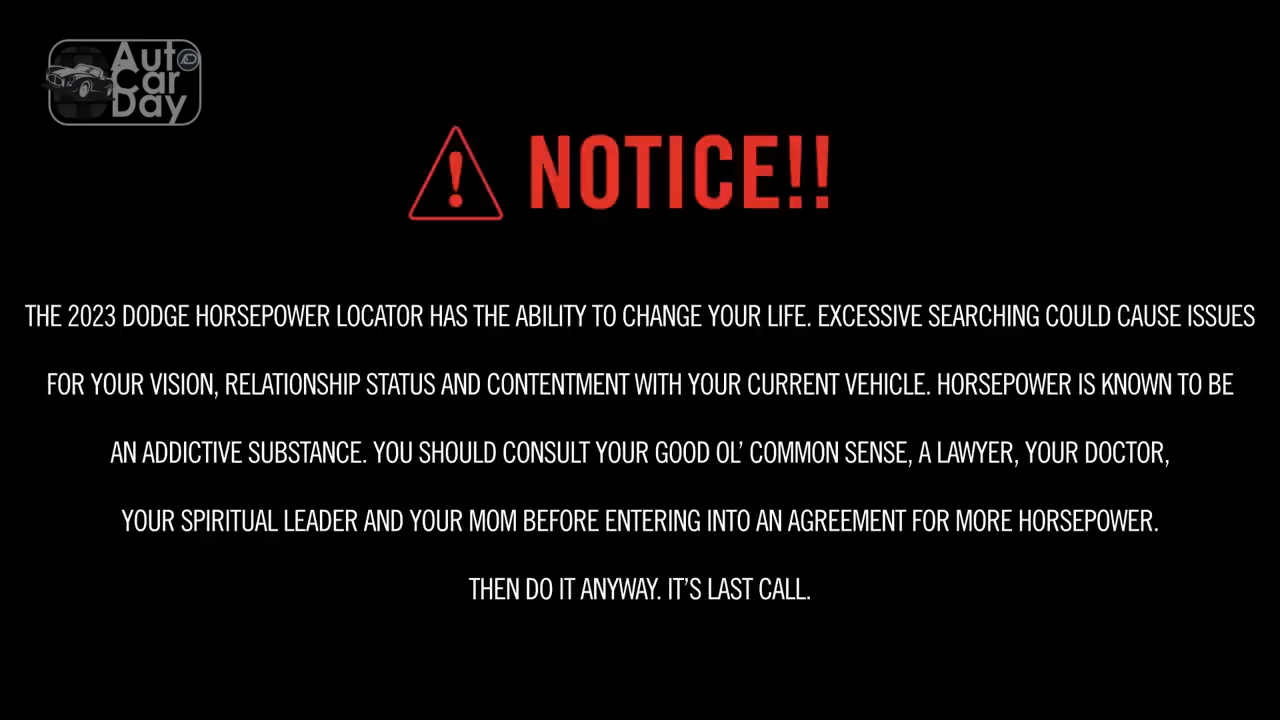 Aut
Car
Day
NOTICE!!
THE 2023 DODGE HORSEPOWER LOCATOR HAS THE ABILITY TO CHANGE YOUR LIFE. EXCESSIVE SEARCHING COULD CAUSE ISSUES
FOR YOUR VISION, RELATIONSHIP STATUS AND CONTENTMENT WITH YOUR CURRENT VEHICLE. HORSEPOWER IS KNOWN TO BE
AN ADDICTIVE SUBSTANCE. YOU SHOULD CONSULT YOUR GOOD OL’ COMMON SENSE, A LAWYER, YOUR DOCTOR,
YOUR SPIRITUAL LEADER AND YOUR MOM BEFORE ENTERING INTO AN AGREEMENT FOR MORE HORSEPOWER.
THEN DO IT ANYWAY. IT’S LAST CALL.